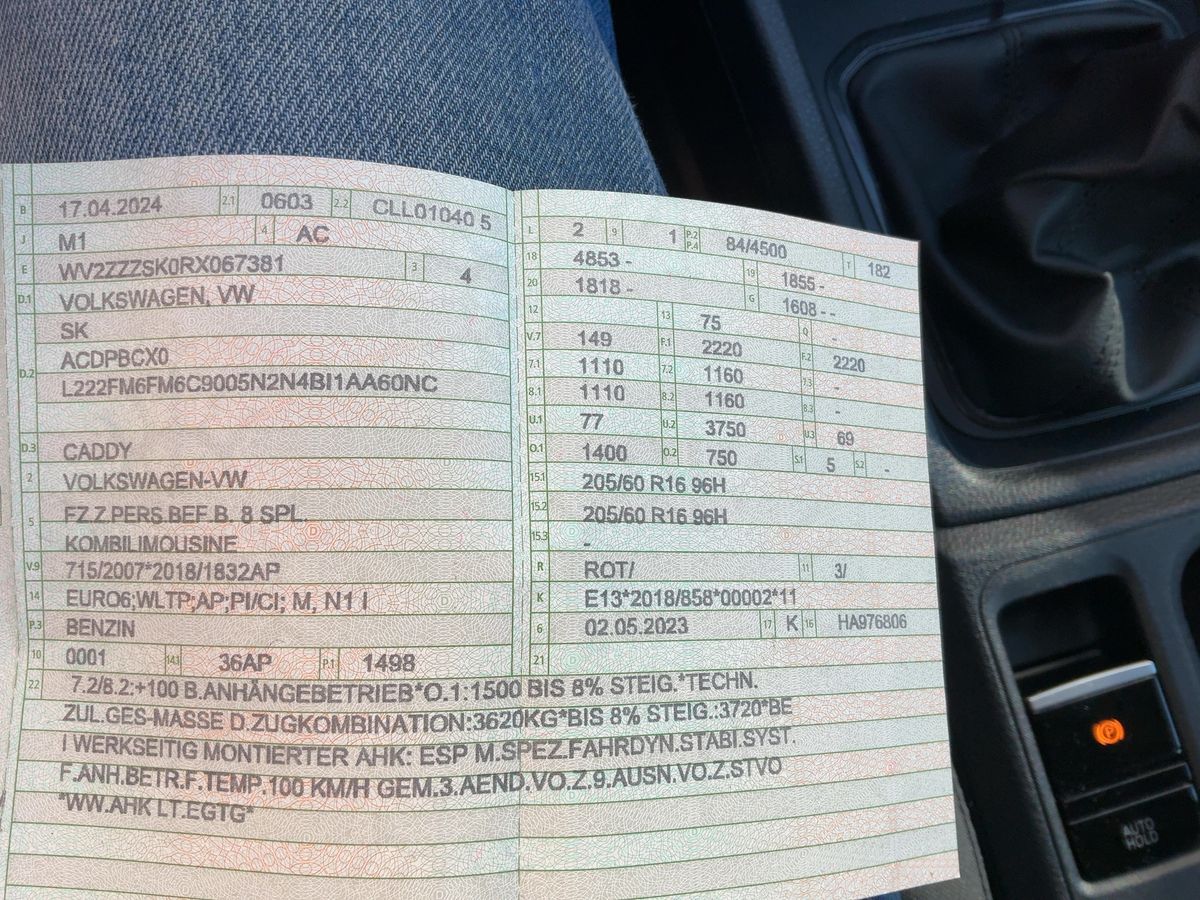 B 17.04.2024 2.1 0603 2.2 CLL01040 5
J M1 4 AC
E WV2ZZZSK0RX067381 3 4
D.1 VOLKSWAGEN, VW
SK
D.2 ACDPBCX0
L222FM6FM6C9005N2N4BI1AA60NC
D.3 CADDY
2 VOLKSWAGEN-VW
5 FZ.Z.PERS.BEF.B. 8 SPL.
KOMBILIMOUSINE
V.9 715/2007*2018/1832AP
14 EURO6;WLTP;AP;PI/CI; M, N1 I
P.3 BENZIN
10 0001 14.1 36AP P.1 1498
L 2 9 1 P.2 P.4 84/4500 T 182
18 4853 - 19 1855 -
20 1818 - G 1608 - -
12 13 75 Q -
V.7 149 F.1 2220 F.2 2220
7.1 1110 7.2 1160 7.3 -
8.1 1110 8.2 1160 8.3 -
U.1 77 U.2 3750 U.3 69
O.1 1400 O.2 750 S.1 5 S.2 -
15.1 205/60 R16 96H
15.2 205/60 R16 96H
15.3 -
R ROT/ 11 3/
K E13*2018/858*00002*11
6 02.05.2023 17 K 16 HA976806
21
22 7.2/8.2:+100 B.ANHÄNGEBETRIEB*O.1:1500 BIS 8% STEIG.*TECHN.
ZUL.GES-MASSE D.ZUGKOMBINATION:3620KG*BIS 8% STEIG.:3720*BE
I WERKSEITIG MONTIERTER AHK: ESP M.SPEZ.FAHRDYN.STABI.SYST.
F.ANH.BETR.F.TEMP.100 KM/H GEM.3.AEND.VO.Z.9.AUSN.VO.Z.STVO
*WW.AHK LT.EGTG*
P
AUTO
HOLD